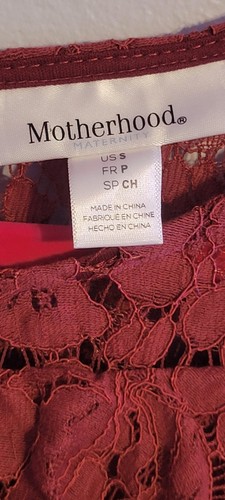 Motherhood®
MATERNITY
US S
FR P
SP CH
MADE IN CHINA
FABRIQUÉ EN CHINE
HECHO EN CHINA